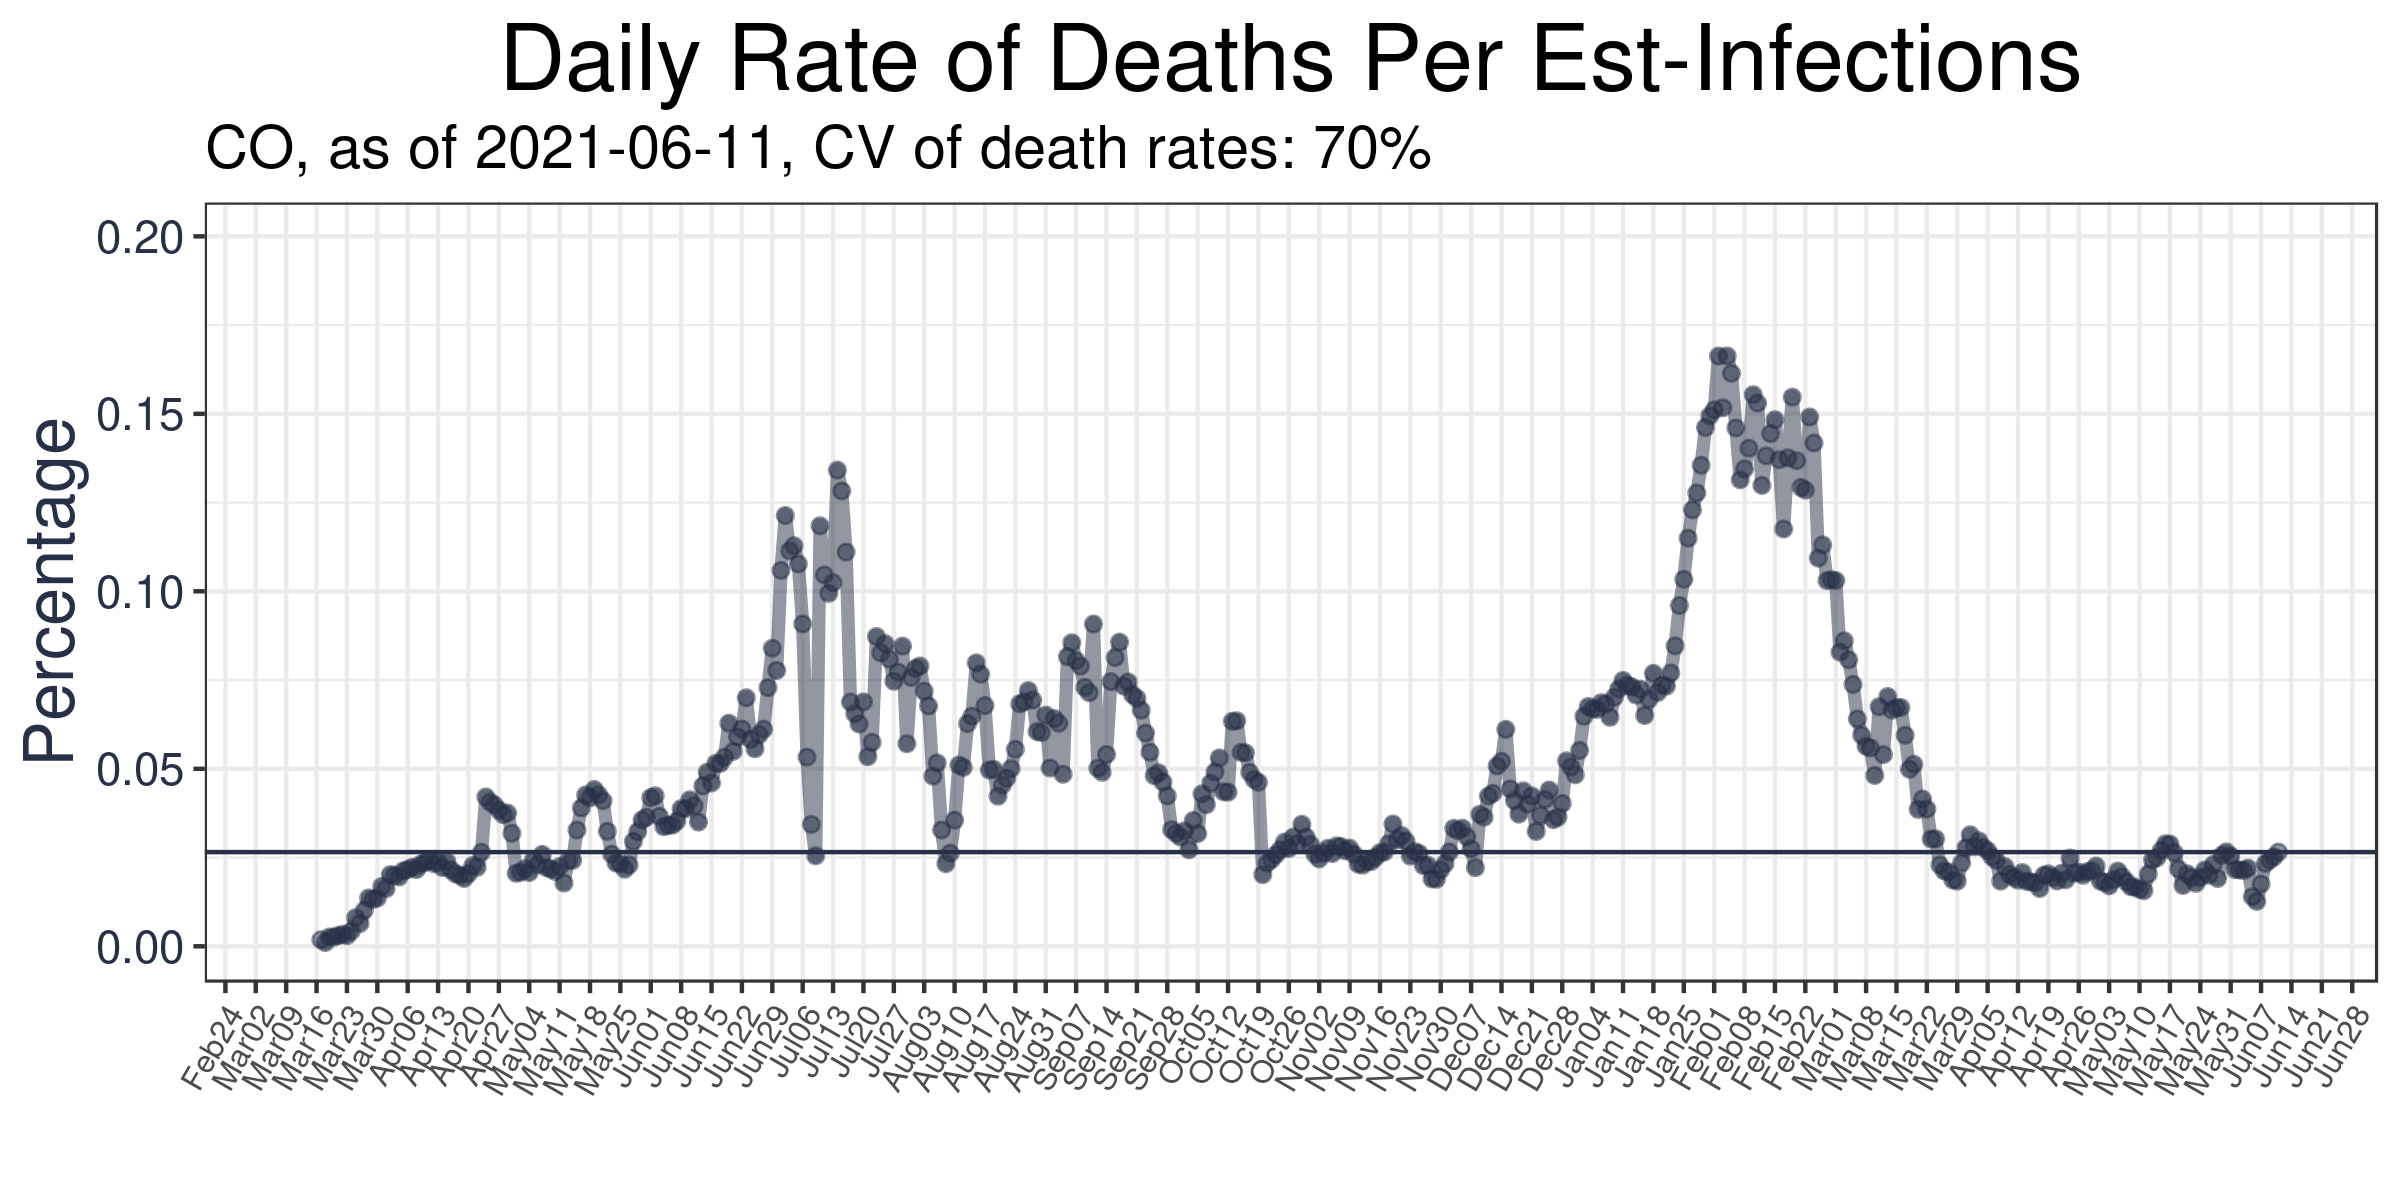 Daily Rate of Deaths Per Est-Infections
CO, as of 2021-06-11, CV of death rates: 70%
Percentage
0.20
0.15
0.10
0.05
0.00
Feb24
Mar02
Mar09
Mar16
Mar23
Mar30
Apr06
Apr13
Apr20
Apr27
May04
May11
May18
May25
Jun01
Jun08
Jun15
Jun22
Jun29
Jul06
Jul13
Jul20
Jul27
Aug03
Aug10
Aug17
Aug24
Aug31
Sep07
Sep14
Sep21
Sep28
Oct05
Oct12
Oct19
Oct26
Nov02
Nov09
Nov16
Nov23
Nov30
Dec07
Dec14
Dec21
Dec28
Jan04
Jan11
Jan18
Jan25
Feb01
Feb08
Feb15
Feb22
Mar01
Mar08
Mar15
Mar22
Mar29
Apr05
Apr12
Apr19
Apr26
May03
May10
May17
May24
May31
Jun07
Jun14
Jun21
Jun28